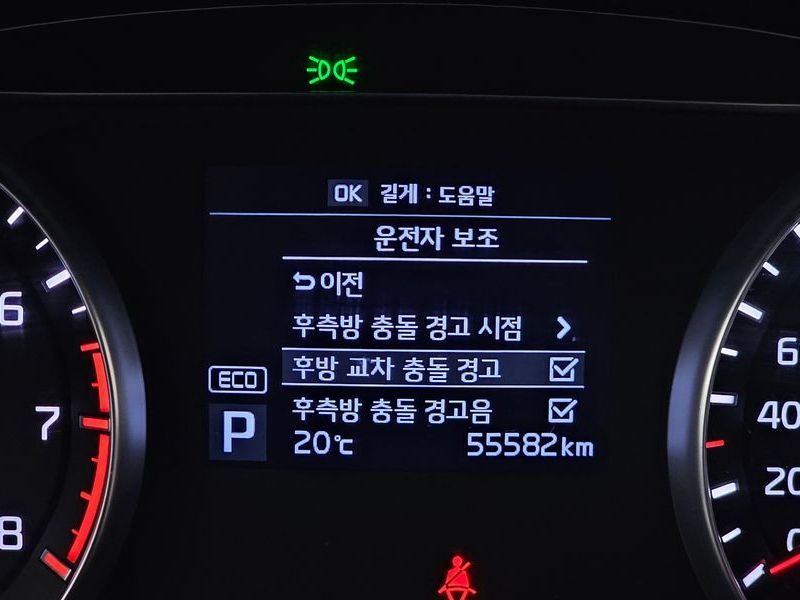 OK 길게 : 도움말
운전자 보조
이전
후측방 충돌 경고 시점
후방 교차 충돌 경고
후측방 충돌 경고음
ECO
P
20℃ 55582km
6
7
8
6
40
20
0